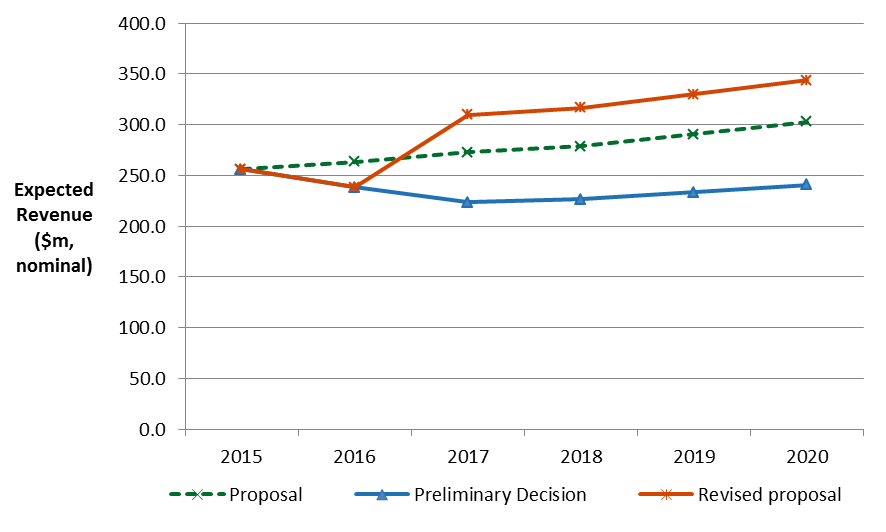 400.0
350.0
300.0
250.0
200.0
150.0
100.0
50.0
0.0
Expected
Revenue
($m,
nominal)
2015 2016 2017 2018 2019 2020
Proposal Preliminary Decision Revised proposal